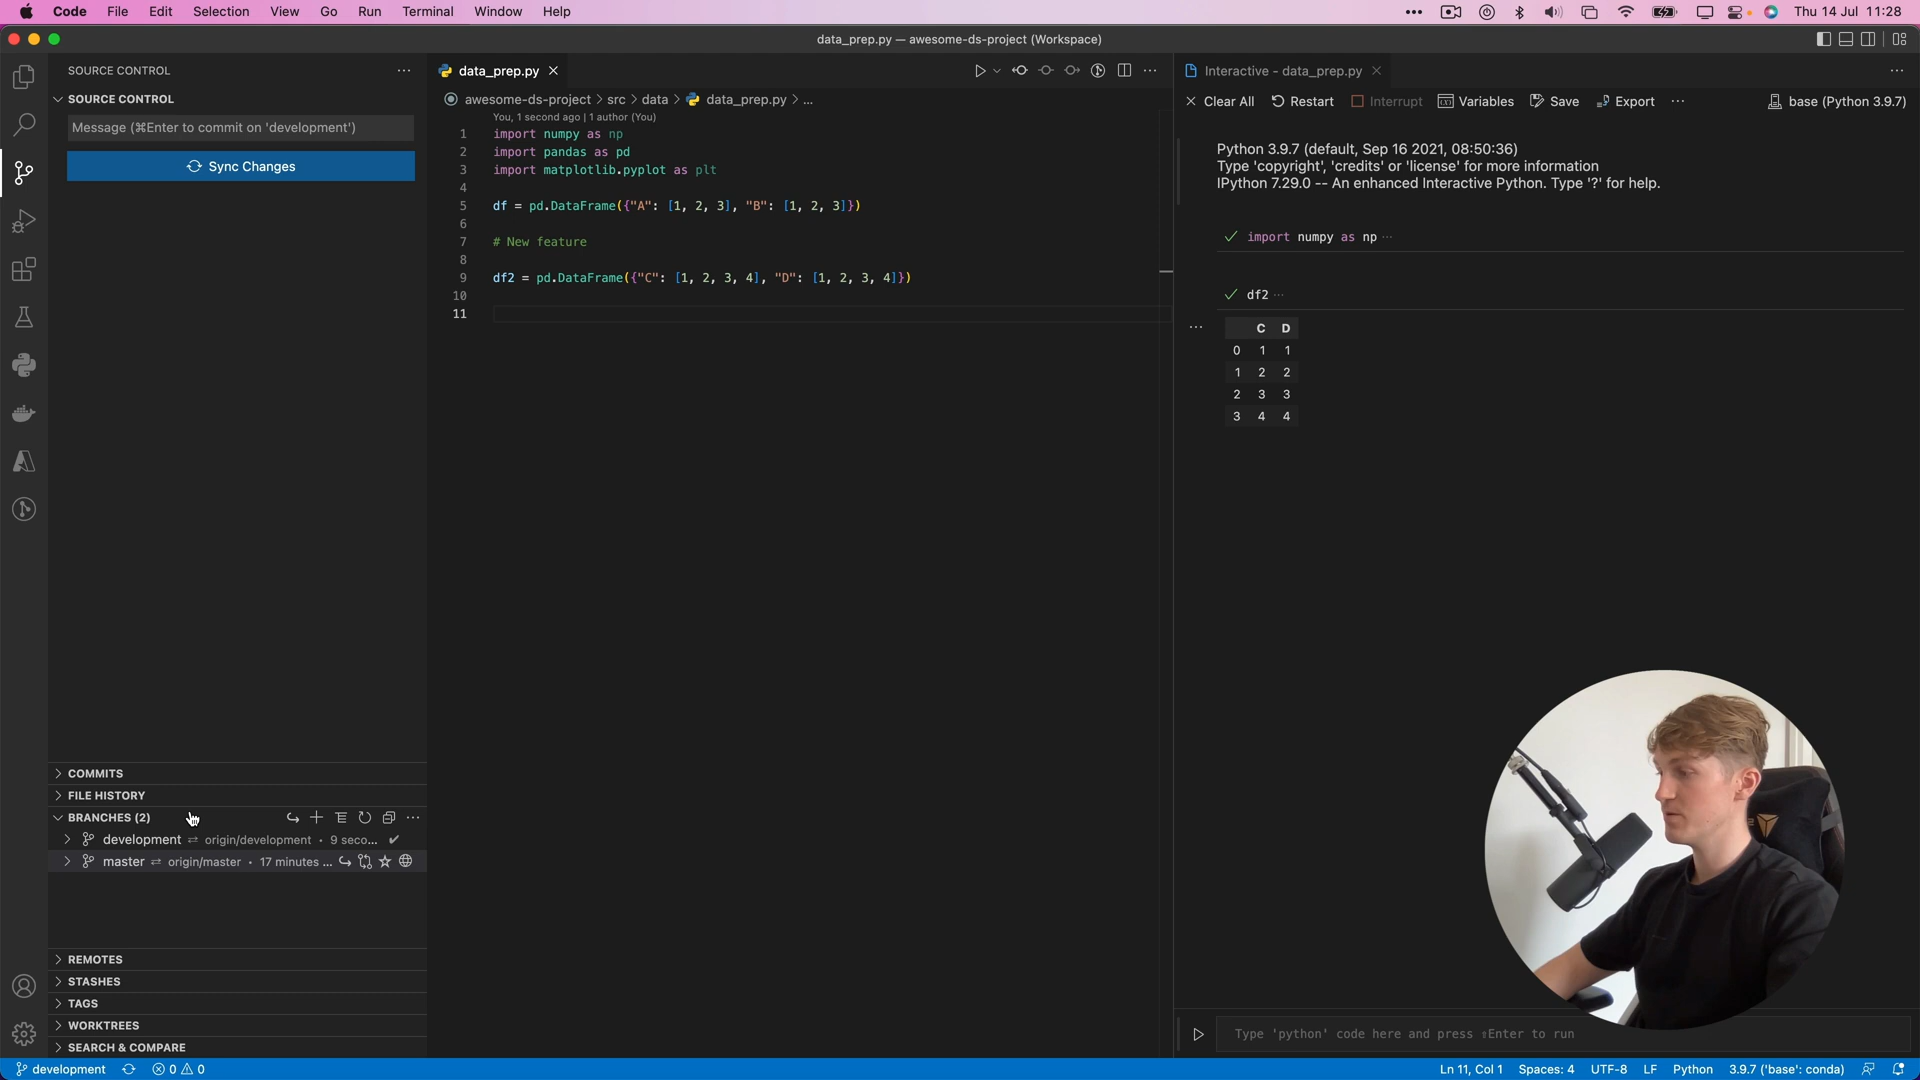 Code File Edit Selection View Go Run Terminal Window Help Thu 14 Jul 11:28
data_prep.py — awesome-ds-project (Workspace)
SOURCE CONTROL
SOURCE CONTROL
Message (⌘Enter to commit on 'development')
Sync Changes
COMMITS
FILE HISTORY
BRANCHES (2)
development ⇄ origin/development • 9 seco...
master ⇄ origin/master • 17 minutes ...
REMOTES
STASHES
TAGS
WORKTREES
SEARCH & COMPARE
data_prep.py
awesome-ds-project > src > data > data_prep.py > ...
You, 1 second ago | 1 author (You)
1 import numpy as np
2 import pandas as pd
3 import matplotlib.pyplot as plt
4
5 df = pd.DataFrame({"A": [1, 2, 3], "B": [1, 2, 3]})
6
7 # New feature
8
9 df2 = pd.DataFrame({"C": [1, 2, 3, 4], "D": [1, 2, 3, 4]})
10
11
Interactive - data_prep.py
Clear All Restart Interrupt Variables Save Export ... base (Python 3.9.7)
Python 3.9.7 (default, Sep 16 2021, 08:50:36)
Type 'copyright', 'credits' or 'license' for more information
IPython 7.29.0 -- An enhanced Interactive Python. Type '?' for help.
import numpy as np ...
df2 ...
C D
0 1 1
1 2 2
2 3 3
3 4 4
Type 'python' code here and press ⇧Enter to run
development 0 0 Ln 11, Col 1 Spaces: 4 UTF-8 LF Python 3.9.7 ('base': conda)